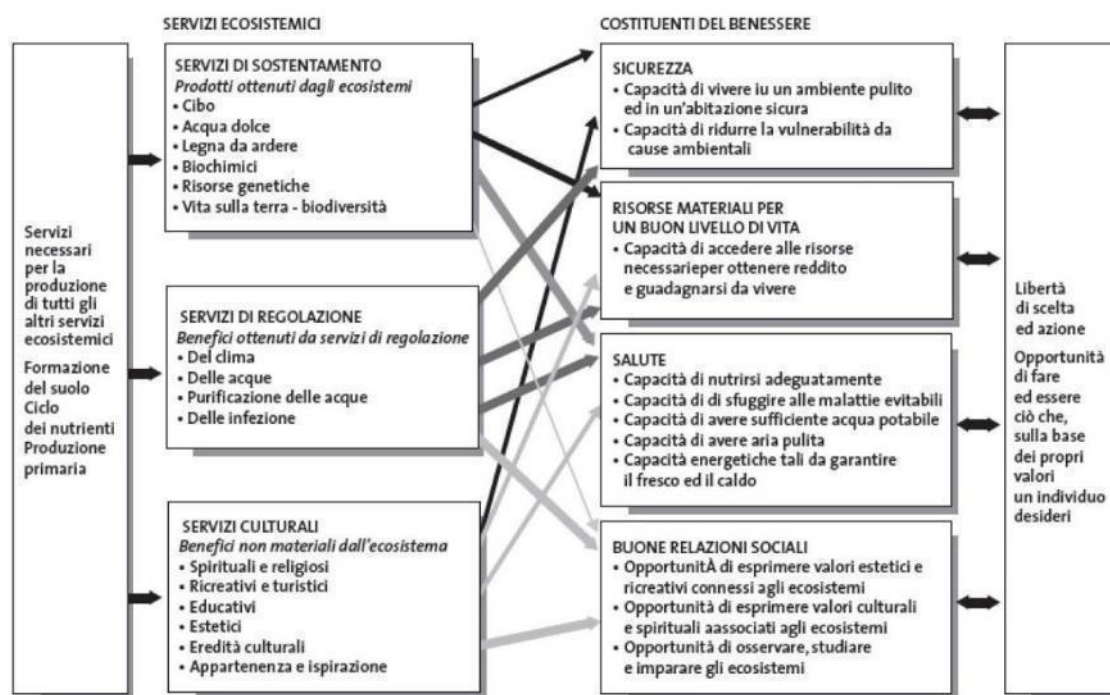 SERVIZI ECOSISTEMICI
COSTITUENTI DEL BENESSERE
Servizi
necessari
per la
produzione
di tutti gli
altri servizi
ecosistemici
Formazione
del suolo
Ciclo
dei nutrienti
Produzione
primaria
SERVIZI DI SOSTENTAMENTO
Prodotti ottenuti dagli ecosistemi
• Cibo
• Acqua dolce
• Legna da ardere
• Biochimici
• Risorse genetiche
• Vita sulla terra - biodiversità
SERVIZI DI REGOLAZIONE
Benefici ottenuti da servizi di regolazione
• Del clima
• Delle acque
• Purificazione delle acque
• Delle infezione
SERVIZI CULTURALI
Benefici non materiali dall'ecosistema
• Spirituali e religiosi
• Ricreativi e turistici
• Educativi
• Estetici
• Eredità culturali
• Appartenenza e ispirazione
SICUREZZA
• Capacità di vivere iu un ambiente pulito
ed in un'abitazione sicura
• Capacità di ridurre la vulnerabilità da
cause ambientali
RISORSE MATERIALI PER
UN BUON LIVELLO DI VITA
• Capacità di accedere alle risorse
necessarieper ottenere reddito
e guadagnarsi da vivere
SALUTE
• Capacità di nutrirsi adeguatamente
• Capacità di di sfuggire alle malattie evitabili
• Capacità di avere sufficiente acqua potabile
• Capacità di avere aria pulita
• Capacità energetiche tali da garantire
il fresco ed il caldo
BUONE RELAZIONI SOCIALI
• OpportunitÀ di esprimere valori estetici e
ricreativi connessi agli ecosistemi
• Opportunità di esprimere valori culturali
e spirituali aassociati agli ecosistemi
• Opportunità di osservare, studiare
e imparare gli ecosistemi
Libertà
di scelta
ed azione
Opportunità
di fare
ed essere
ciò che,
sulla base
dei propri
valori
un individuo
desideri